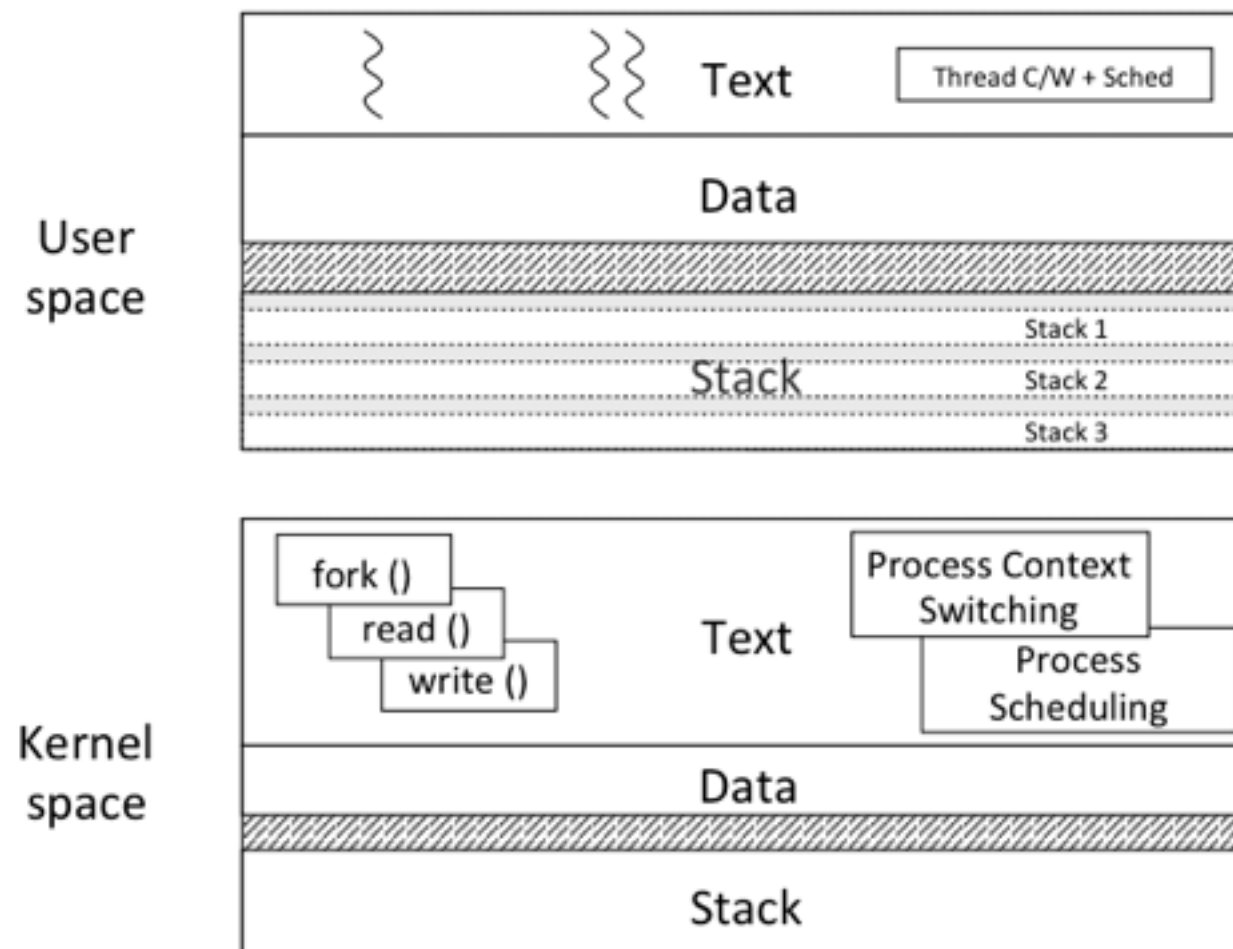 Text
Thread C/W + Sched
Data
User
space
Stack 1
Stack
Stack 2
Stack 3
fork ()
read ()
write ()
Text
Process Context
Switching
Process
Scheduling
Kernel
space
Data
Stack